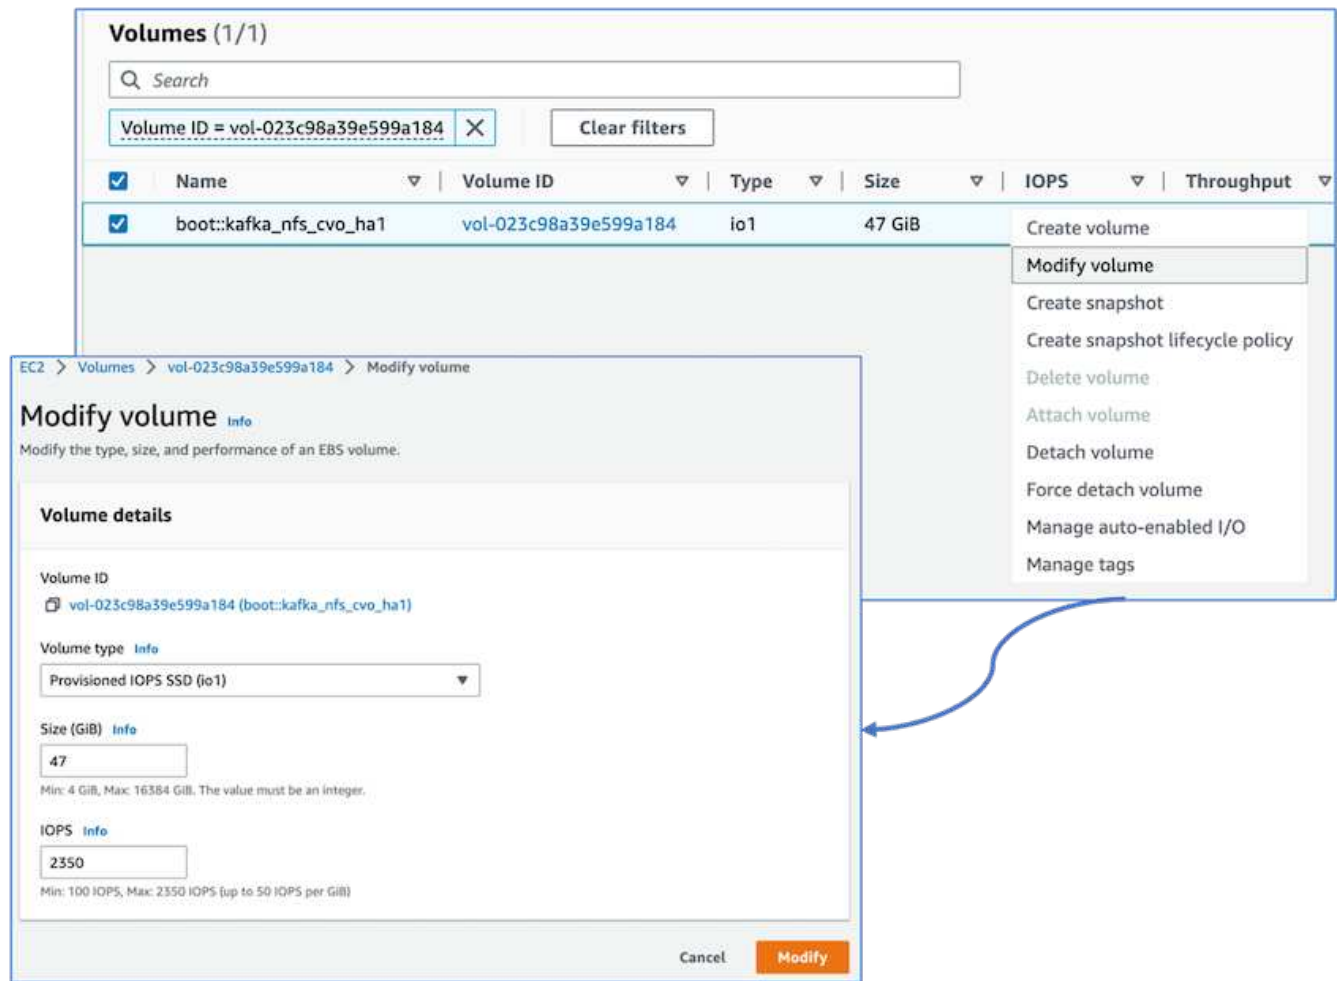 Volumes (1/1)
Search
Volume ID = vol-023c98a39e599a184
Clear filters
Name Volume ID Type Size IOPS Throughput
boot::kafka_nfs_cvo_ha1 vol-023c98a39e599a184 io1 47 GiB
Create volume
Modify volume
Create snapshot
Create snapshot lifecycle policy
Delete volume
Attach volume
Detach volume
Force detach volume
Manage auto-enabled I/O
Manage tags
EC2 > Volumes > vol-023c98a39e599a184 > Modify volume
Modify volume Info
Modify the type, size, and performance of an EBS volume.
Volume details
Volume ID
vol-023c98a39e599a184 (boot::kafka_nfs_cvo_ha1)
Volume type Info
Provisioned IOPS SSD (io1)
Size (GiB) Info
47
Min: 4 GiB, Max: 16384 GiB. The value must be an integer.
IOPS Info
2350
Min: 100 IOPS, Max: 2350 IOPS (up to 50 IOPS per GiB)
Cancel Modify